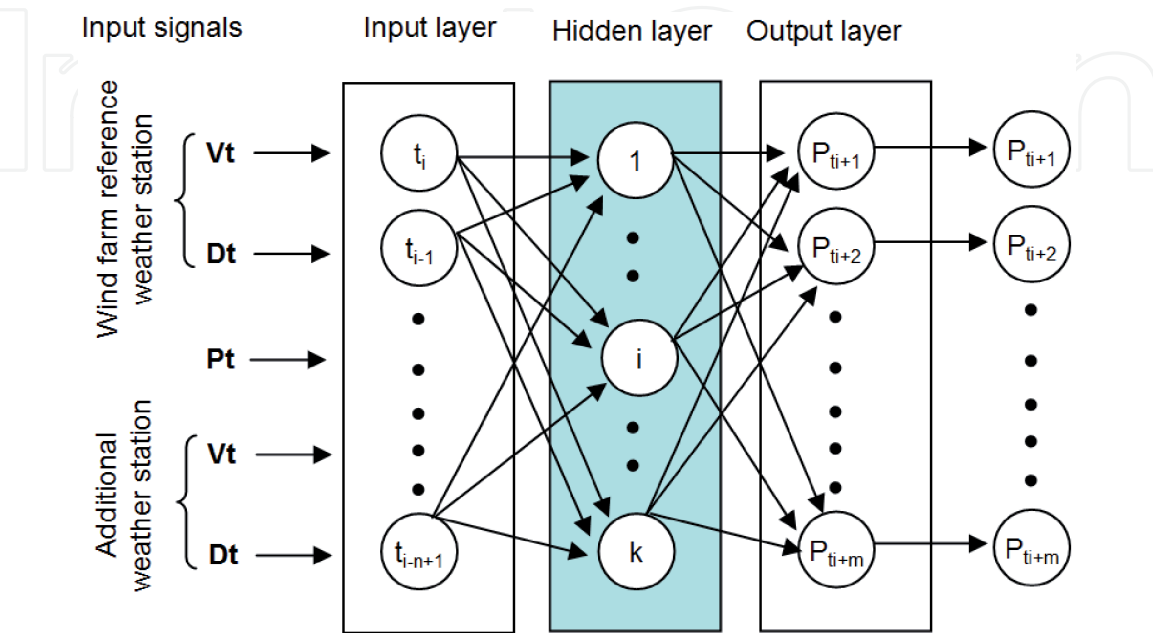 Input signals
Input layer
Hidden layer
Output layer
Wind farm reference
weather station
Vt
Dt
Pt
Additional
weather station
Vt
Dt
ti
ti-1
ti-n+1
1
i
k
Pti+1
Pti+2
Pti+m
Pti+1
Pti+2
Pti+m